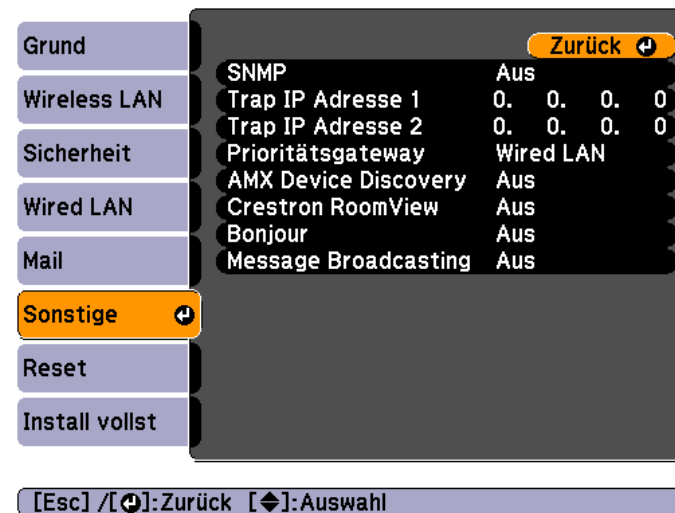 Grund
Wireless LAN
Sicherheit
Wired LAN
Mail
Sonstige
Reset
Install vollst
Zurück
SNMP Aus
Trap IP Adresse 1 0. 0. 0. 0
Trap IP Adresse 2 0. 0. 0. 0
Prioritätsgateway Wired LAN
AMX Device Discovery Aus
Crestron RoomView Aus
Bonjour Aus
Message Broadcasting Aus
[Esc] /[⏎]:Zurück [◆]:Auswahl